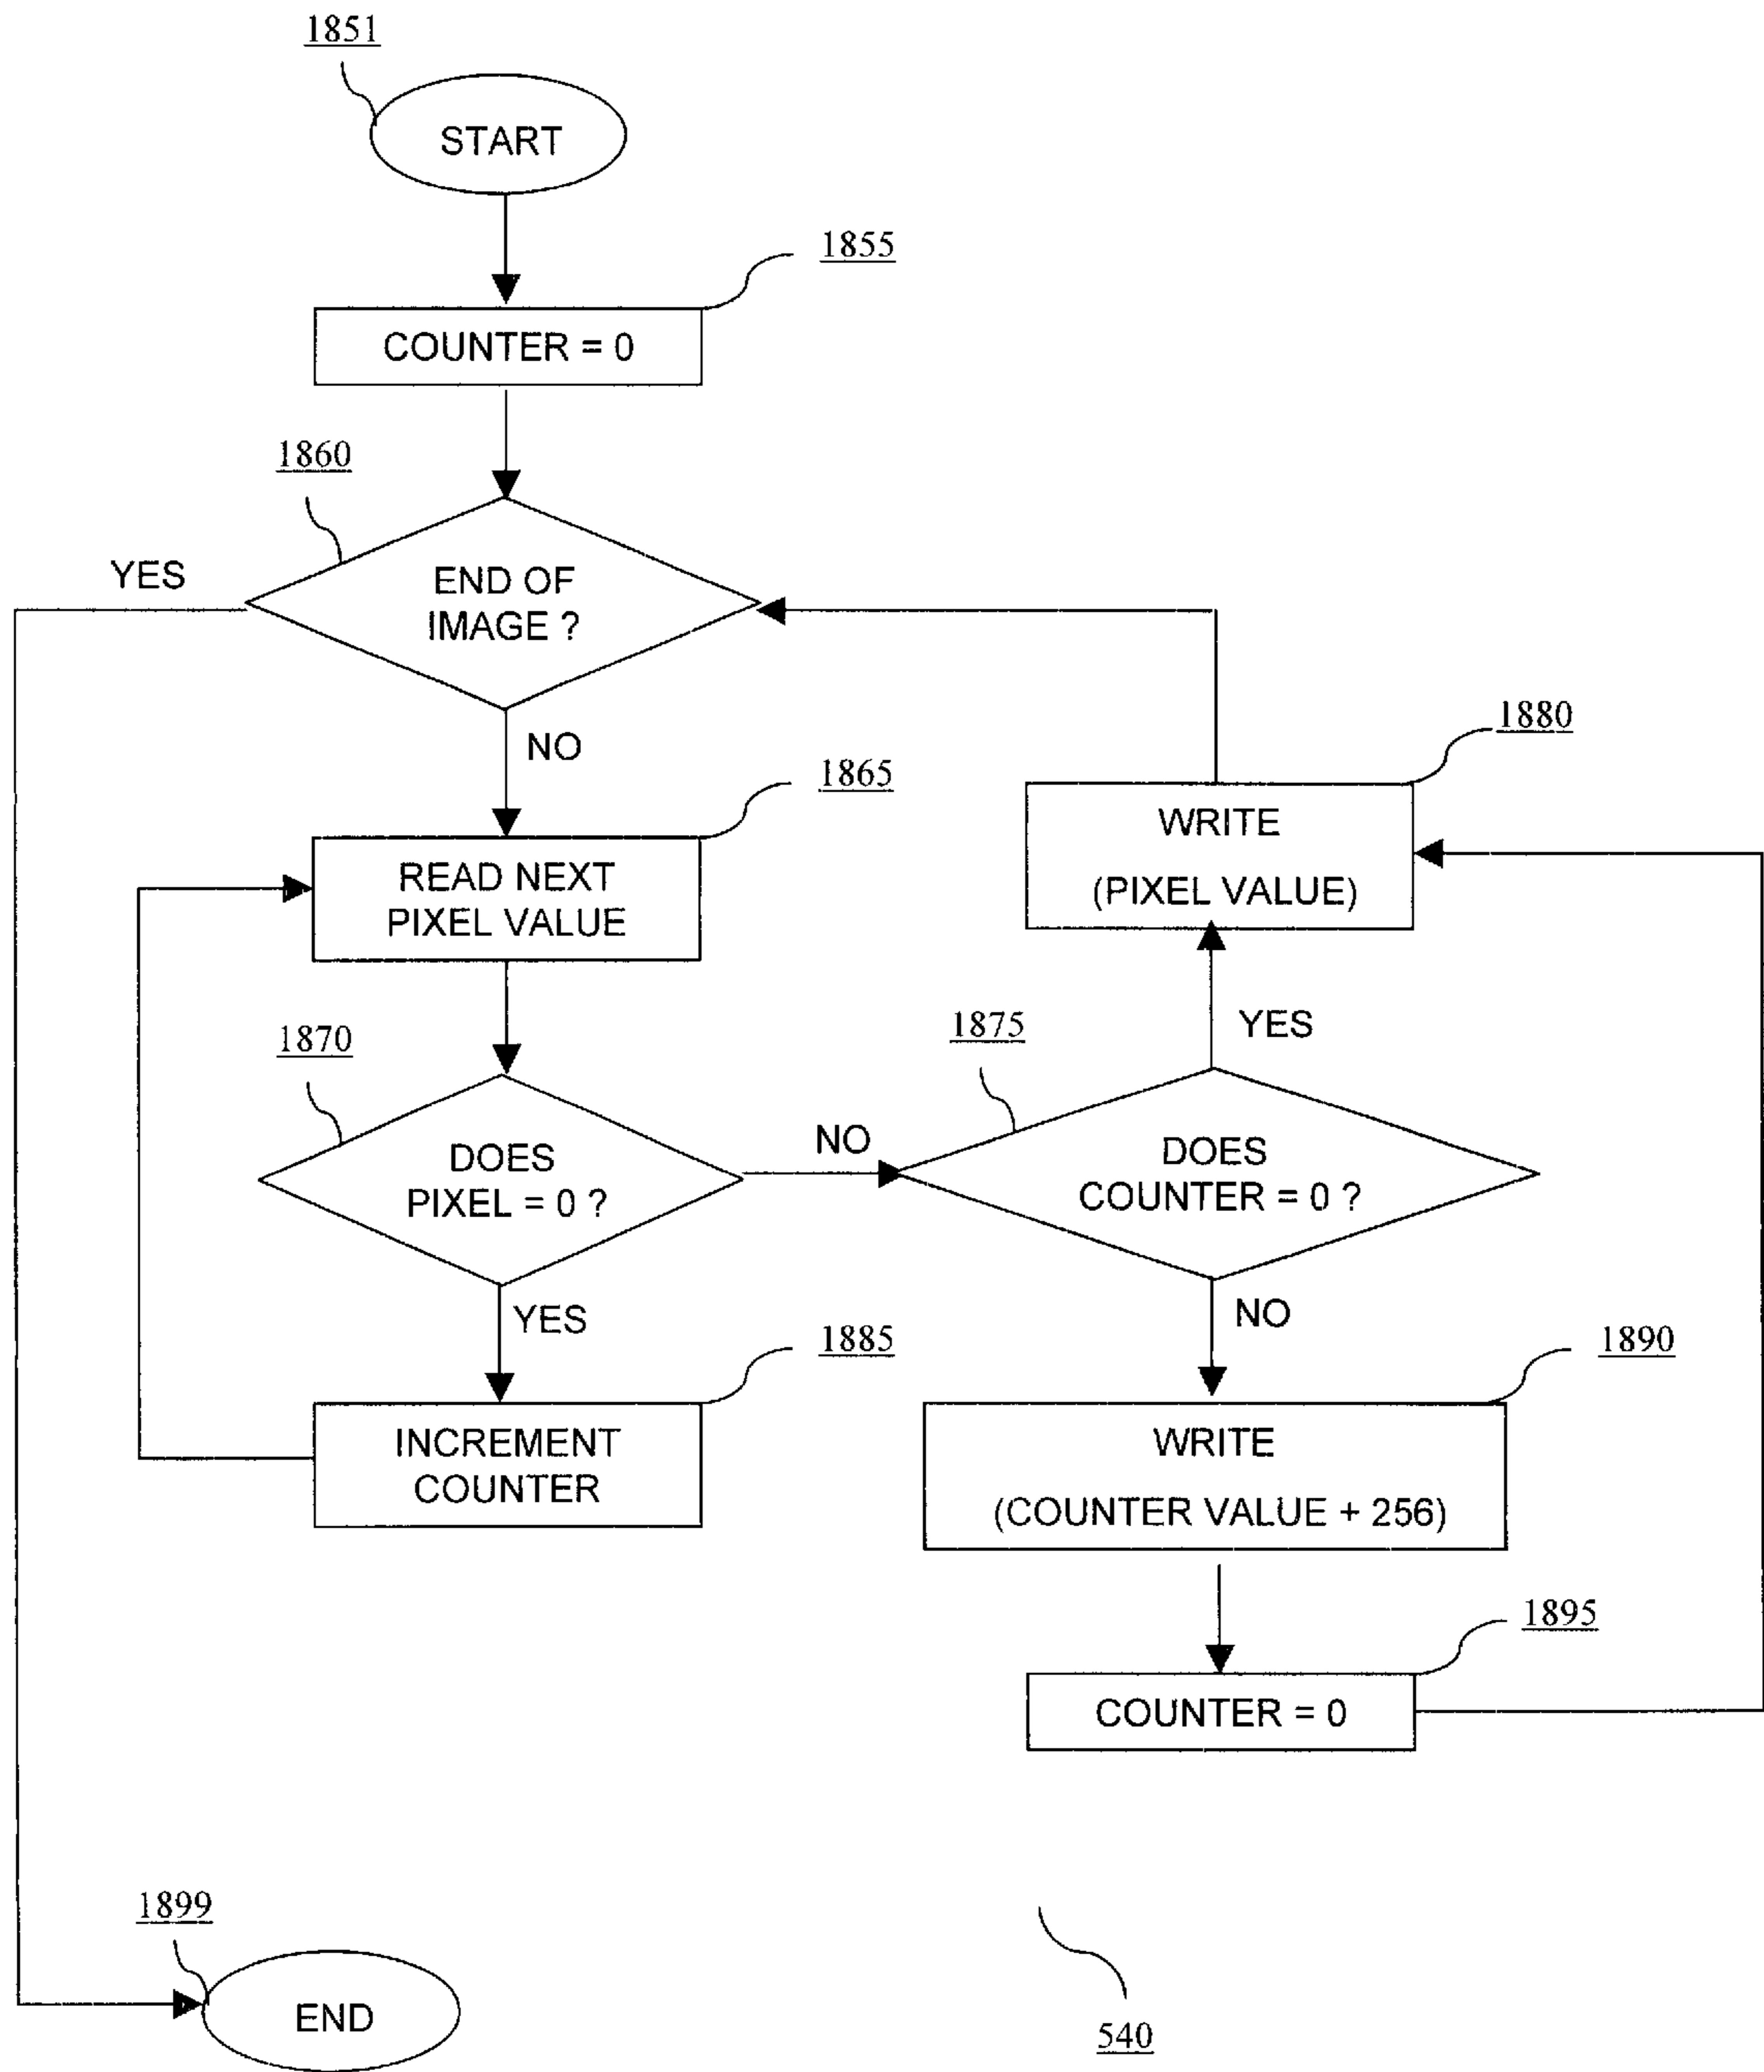 1851
START
1855
COUNTER = 0
1860
YES
END OF
IMAGE ?
NO
1880
1865
WRITE
(PIXEL VALUE)
READ NEXT
PIXEL VALUE
1870
1875
YES
NO
DOES
PIXEL = 0 ?
DOES
COUNTER = 0 ?
YES
NO
1885
1890
INCREMENT
COUNTER
WRITE
(COUNTER VALUE + 256)
1895
COUNTER = 0
1899
END
540